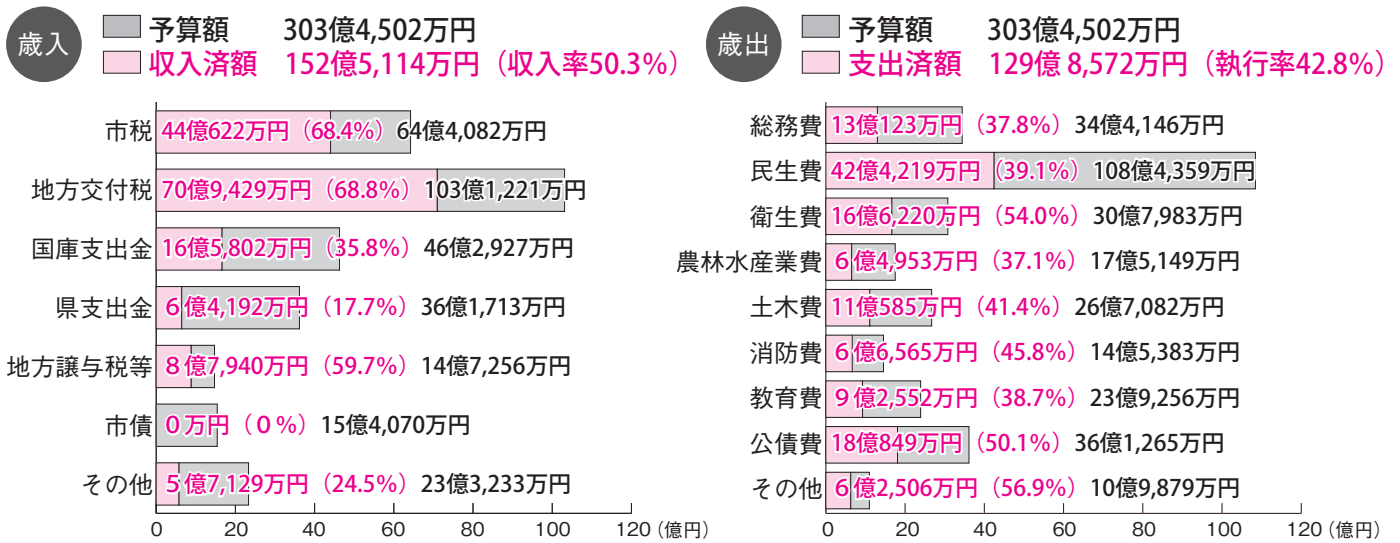 歳入
予算額 303億4,502万円
収入済額 152億5,114万円（収入率50.3%）
市税 44億622万円（68.4%）64億4,082万円
地方交付税 70億9,429万円（68.8%）103億1,221万円
国庫支出金 16億5,802万円（35.8%）46億2,927万円
県支出金 6億4,192万円（17.7%）36億1,713万円
地方譲与税等 8億7,940万円（59.7%）14億7,256万円
市債 0万円（0%）15億4,070万円
その他 5億7,129万円（24.5%）23億3,233万円
0 20 40 60 80 100 120（億円）
歳出
予算額 303億4,502万円
支出済額 129億8,572万円（執行率42.8%）
総務費 13億123万円（37.8%）34億4,146万円
民生費 42億4,219万円（39.1%）108億4,359万円
衛生費 16億6,220万円（54.0%）30億7,983万円
農林水産業費 6億4,953万円（37.1%）17億5,149万円
土木費 11億585万円（41.4%）26億7,082万円
消防費 6億6,565万円（45.8%）14億5,383万円
教育費 9億2,552万円（38.7%）23億9,256万円
公債費 18億849万円（50.1%）36億1,265万円
その他 6億2,506万円（56.9%）10億9,879万円
0 20 40 60 80 100 120（億円）